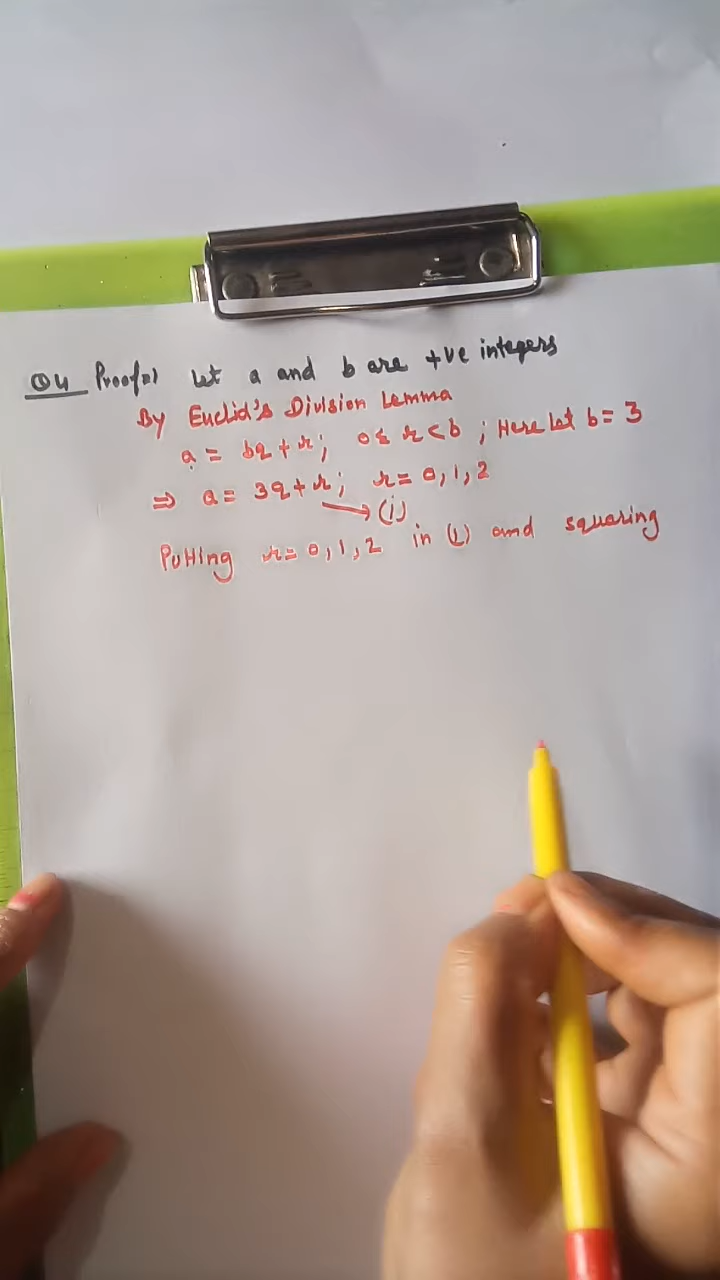 Q4 Proof(=) Let a and b are +ve integers
By Euclid's Division Lemma
a = bq + r; 0 ≤ r < b ; Here Let b = 3
⇒ a = 3q + r; r = 0, 1, 2
→ (i)
Putting r = 0, 1, 2 in (i) and squaring